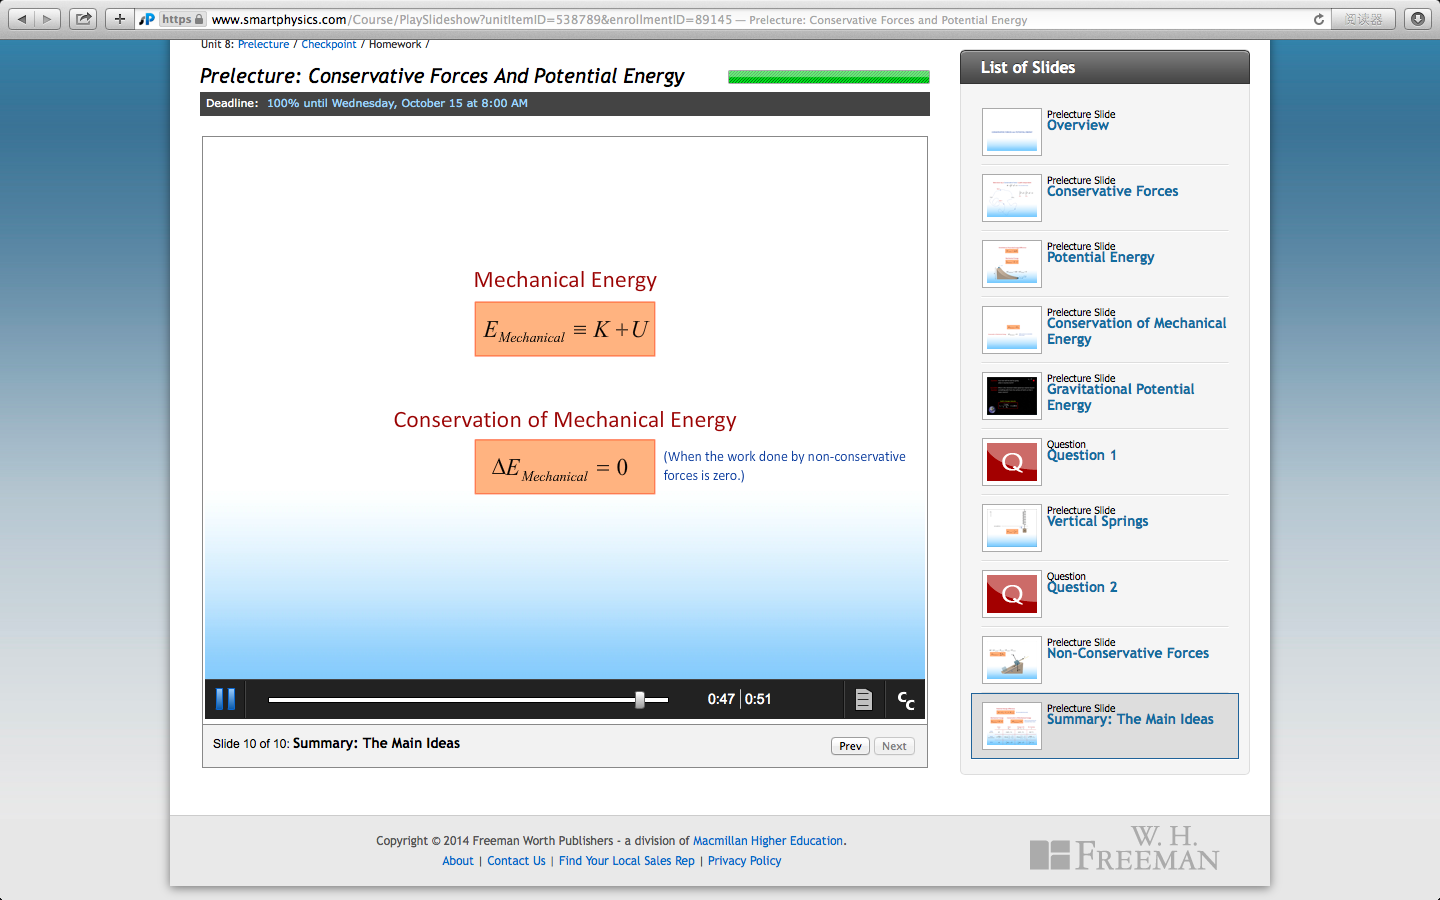 https www.smartphysics.com/Course/PlaySlideshow?unitItemID=538789&enrollmentID=89145 — Prelecture: Conservative Forces and Potential Energy
阅读器
Unit 8: Prelecture / Checkpoint / Homework /
Prelecture: Conservative Forces And Potential Energy
Deadline: 100% until Wednesday, October 15 at 8:00 AM
Mechanical Energy
E Mechanical ≡ K + U
Conservation of Mechanical Energy
ΔE Mechanical = 0
(When the work done by non-conservative
forces is zero.)
0:47 | 0:51
CC
Slide 10 of 10: Summary: The Main Ideas
Prev
Next
List of Slides
Prelecture Slide
Overview
Prelecture Slide
Conservative Forces
Prelecture Slide
Potential Energy
Prelecture Slide
Conservation of Mechanical
Energy
Prelecture Slide
Gravitational Potential
Energy
Q
Question
Question 1
Prelecture Slide
Vertical Springs
Q
Question
Question 2
Prelecture Slide
Non-Conservative Forces
Prelecture Slide
Summary: The Main Ideas
Copyright © 2014 Freeman Worth Publishers - a division of Macmillan Higher Education.
About | Contact Us | Find Your Local Sales Rep | Privacy Policy
W. H.
FREEMAN